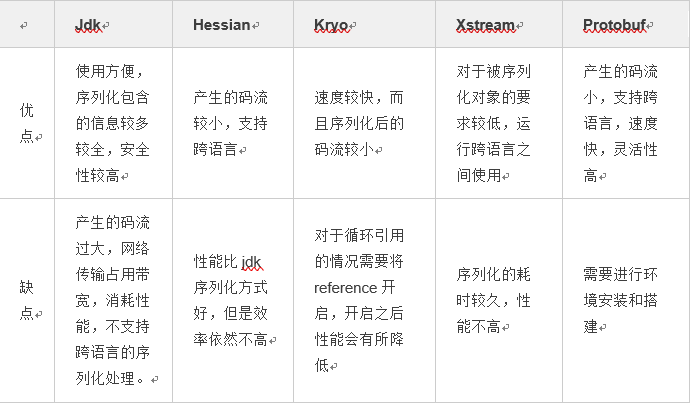 Jdk
Hessian
Kryo
Xstream
Protobuf
优
点
使用方便，
序列化包含
的信息较多
较全，安全
性较高
产生的码流
较小，支持
跨语言
速度较快，而
且序列化后的
码流较小
对于被序列
化对象的要
求较低，运
行跨语言之
间使用
产生的码流
小，支持跨
语言，速度
快，灵活性
高
缺
点
产生的码流
过大，网络
传输占用带
宽，消耗性
能，不支持
跨语言的序
列化处理。
性能比 jdk
序列化方式
好，但是效
率依然不高
对于循环引用
的情况需要将
reference 开
启，开启之后
性能会有所降
低
序列化的耗
时较久，性
能不高
需要进行环
境安装和搭
建